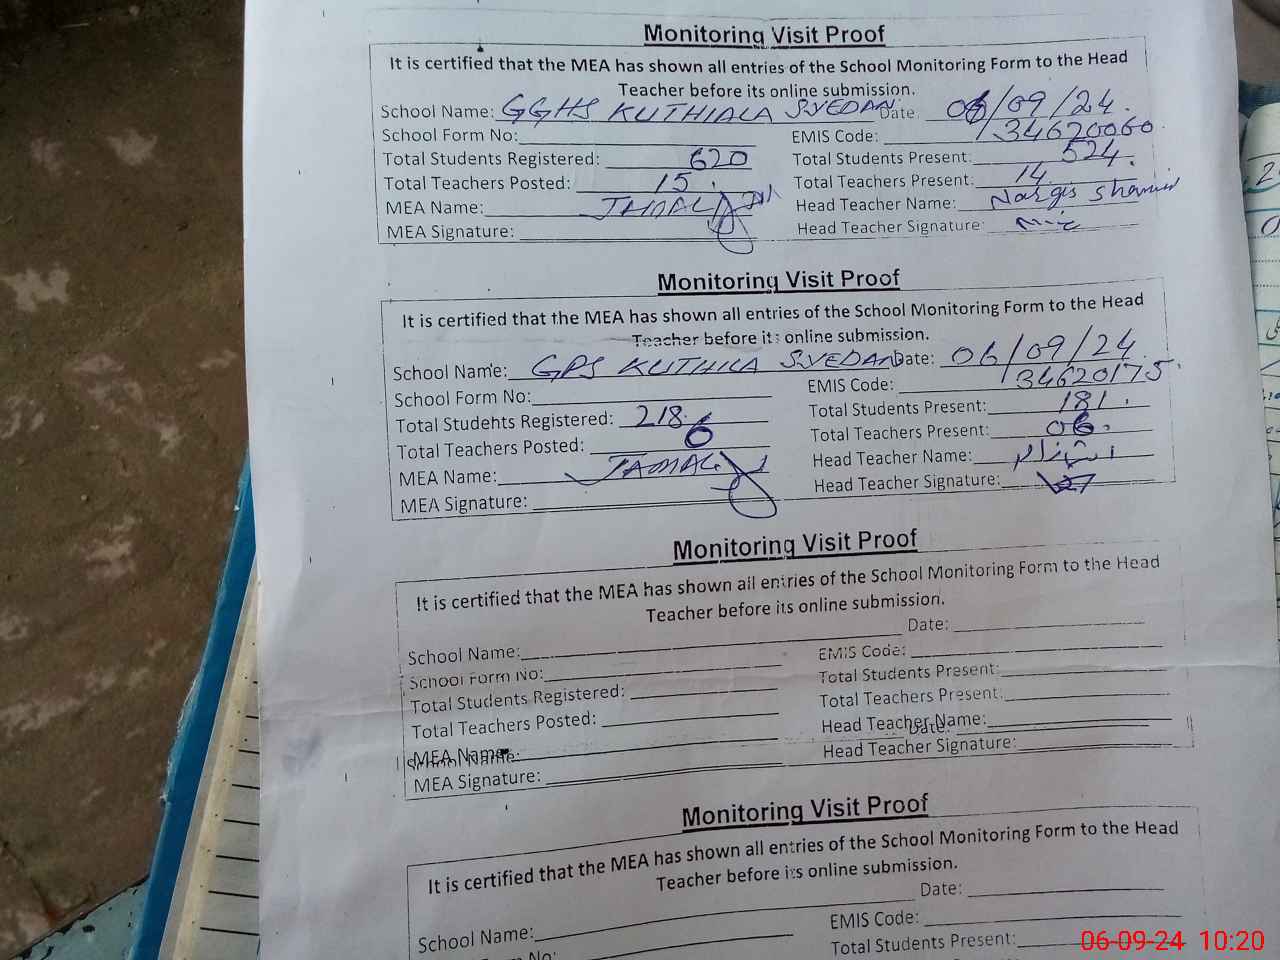 Monitoring Visit Proof
It is certified that the MEA has shown all entries of the School Monitoring Form to the Head
Teacher before its online submission.
School Name: GGHS KUTHIALA SYEDAN Date: 06/09/24.
School Form No: EMIS Code: 34620060
Total Students Registered: 620 Total Students Present: 524.
Total Teachers Posted: 15. Total Teachers Present: 14
MEA Name: Head Teacher Name: Nargis
MEA Signature: Head Teacher Signature:
Monitoring Visit Proof
It is certified that the MEA has shown all entries of the School Monitoring Form to the Head
Teacher before its online submission.
School Name: GPS KUTHILA SYEDAN Date: 06/09/24
School Form No: EMIS Code: 34620175
Total Students Registered: 218 Total Students Present: 181.
Total Teachers Posted: 6 Total Teachers Present: 06.
MEA Name: Head Teacher Name:
MEA Signature: Head Teacher Signature:
Monitoring Visit Proof
It is certified that the MEA has shown all entries of the School Monitoring Form to the Head
Teacher before its online submission.
School Name: Date:
School Form No: EMIS Code:
Total Students Registered: Total Students Present:
Total Teachers Posted: Total Teachers Present:
MEA Name: Head Teacher Name:
MEA Signature: Head Teacher Signature:
Monitoring Visit Proof
It is certified that the MEA has shown all entries of the School Monitoring Form to the Head
Teacher before its online submission.
School Name: Date:
EMIS Code:
No: Total Students Present:
06-09-24 10:20